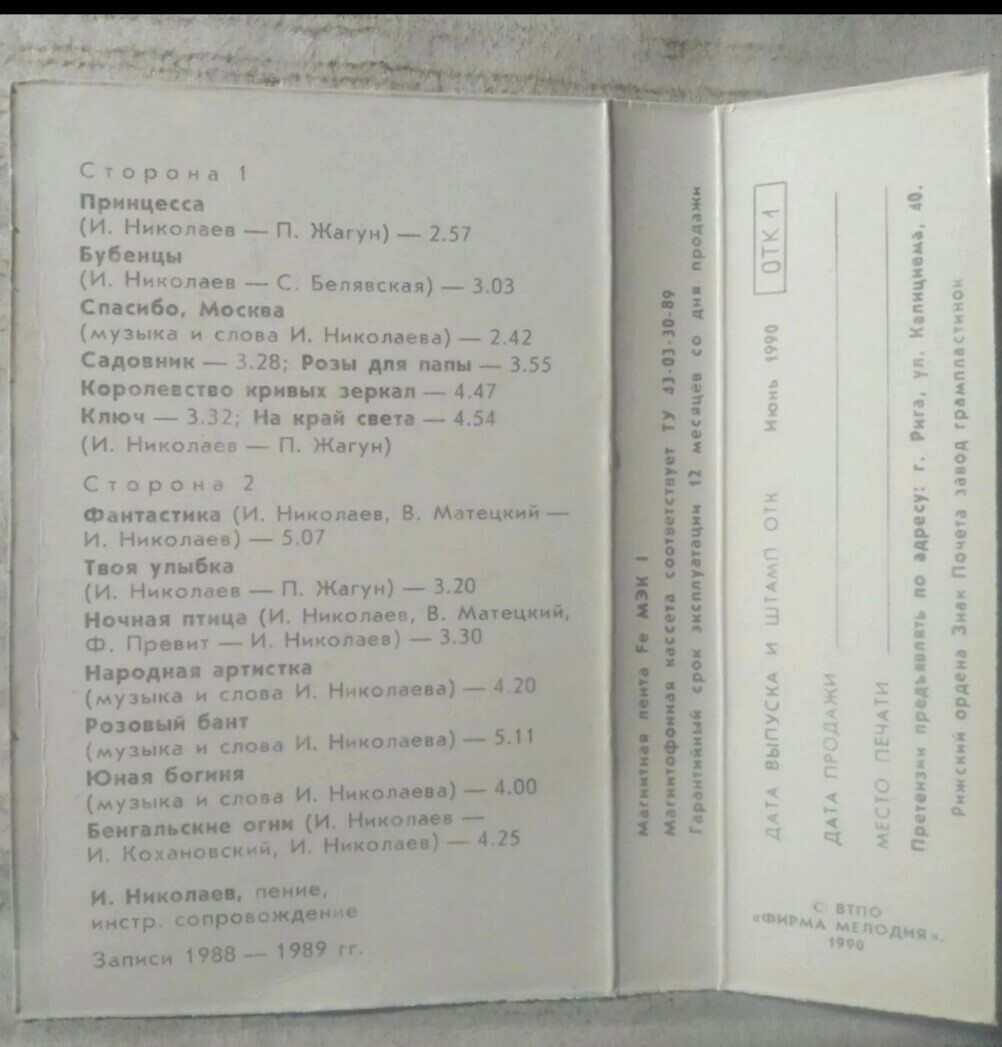 Сторона 1
Принцесса
(И. Николаев — П. Жагун) — 2.57
Бубенцы
(И. Николаев — С. Белявская) — 3.03
Спасибо, Москва
(музыка и слова И. Николаева) — 2.42
Садовник — 3.28; Розы для папы — 3.55
Королевство кривых зеркал — 4.47
Ключ — 3.32; На край света — 4.54
(И. Николаев — П. Жагун)
Сторона 2
Фантастика (И. Николаев, В. Матецкий —
И. Николаев) — 5.07
Твоя улыбка
(И. Николаев — П. Жагун) — 3.20
Ночная птица (И. Николаев, В. Матецкий,
Ф. Превит — И. Николаев) — 3.30
Народная артистка
(музыка и слова И. Николаева) — 4.20
Розовый бант
(музыка и слова И. Николаева) — 5.11
Юная богиня
(музыка и слова И. Николаева) — 4.00
Бенгальские огни (И. Николаев —
И. Кохановский, И. Николаев) — 4.25
И. Николаев, пение,
инстр. сопровождение
Записи 1988 — 1989 гг.
Магнитная лента Fe МЭК I
Магнитофонная кассета соответствует ТУ 43-03-30-89
Гарантийный срок эксплуатации 12 месяцев со дня продажи
ДАТА ВЫПУСКА И ШТАМП ОТК Июнь 1990 ОТК 1
ДАТА ПРОДАЖИ
МЕСТО ПЕЧАТИ
Претензии предъявлять по адресу: г. Рига, ул. Капицнема, 40.
Рижский ордена Знак Почета завод грампластинок
С ВТПО
«ФИРМА МЕЛОДИЯ»,
1990